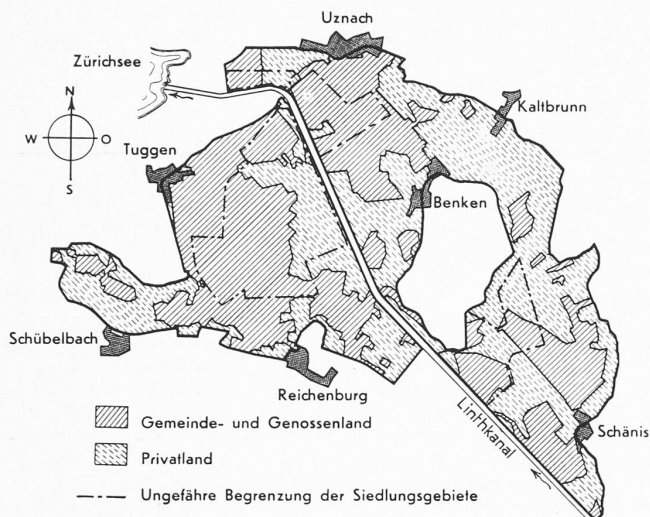 Uznach
Zürichsee
Kaltbrunn
N
W O
S
Tuggen
Benken
Schübelbach
Reichenburg
Linthkanal
Schänis
Gemeinde- und Genossenland
Privatland
Ungefähre Begrenzung der Siedlungsgebiete